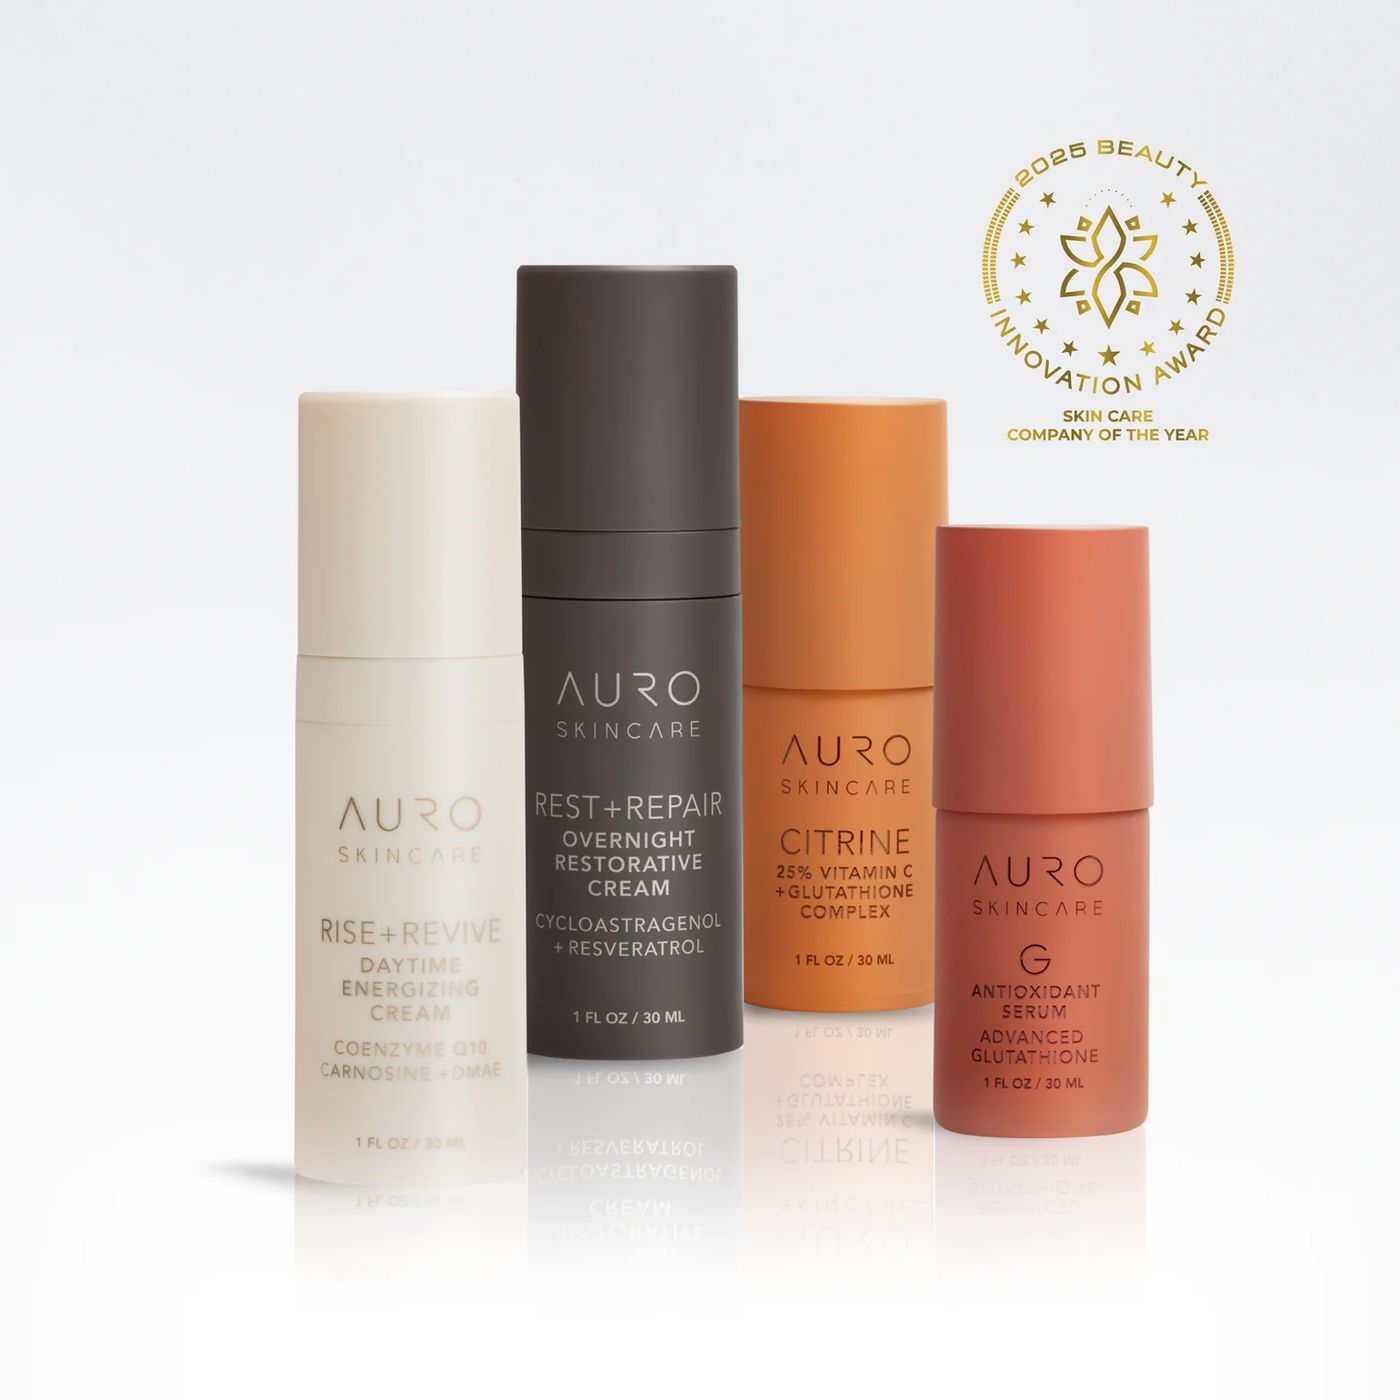 2025 BEAUTY
INNOVATION AWARD
SKIN CARE
COMPANY OF THE YEAR
AURO
SKINCARE
RISE+REVIVE
DAYTIME
ENERGIZING
CREAM
COENZYME Q10
CARNOSINE +DMAE
1 FL OZ / 30 ML
AURO
SKINCARE
REST+REPAIR
OVERNIGHT
RESTORATIVE
CREAM
CYCLOASTRAGENOL
+ RESVERATROL
1 FL OZ / 30 ML
AURO
SKINCARE
CITRINE
25% VITAMIN C
+GLUTATHIONE
COMPLEX
1 FL OZ / 30 ML
AURO
SKINCARE
G
ANTIOXIDANT
SERUM
ADVANCED
GLUTATHIONE
1 FL OZ / 30 ML